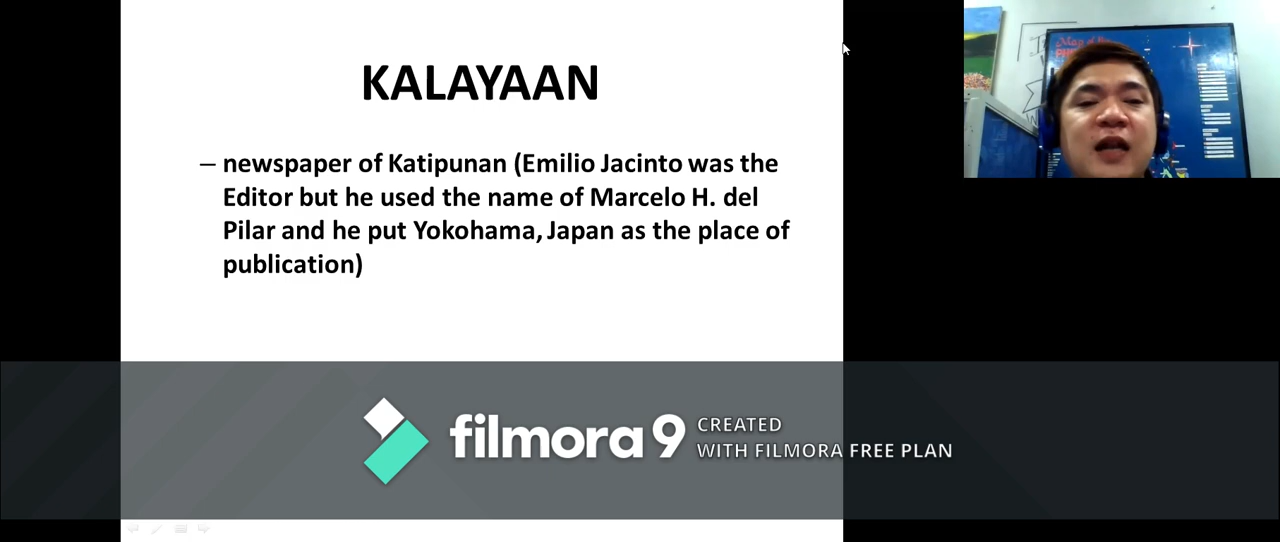 KALAYAAN
– newspaper of Katipunan (Emilio Jacinto was the
Editor but he used the name of Marcelo H. del
Pilar and he put Yokohama, Japan as the place of
publication)
filmora 9 CREATED
WITH FILMORA FREE PLAN